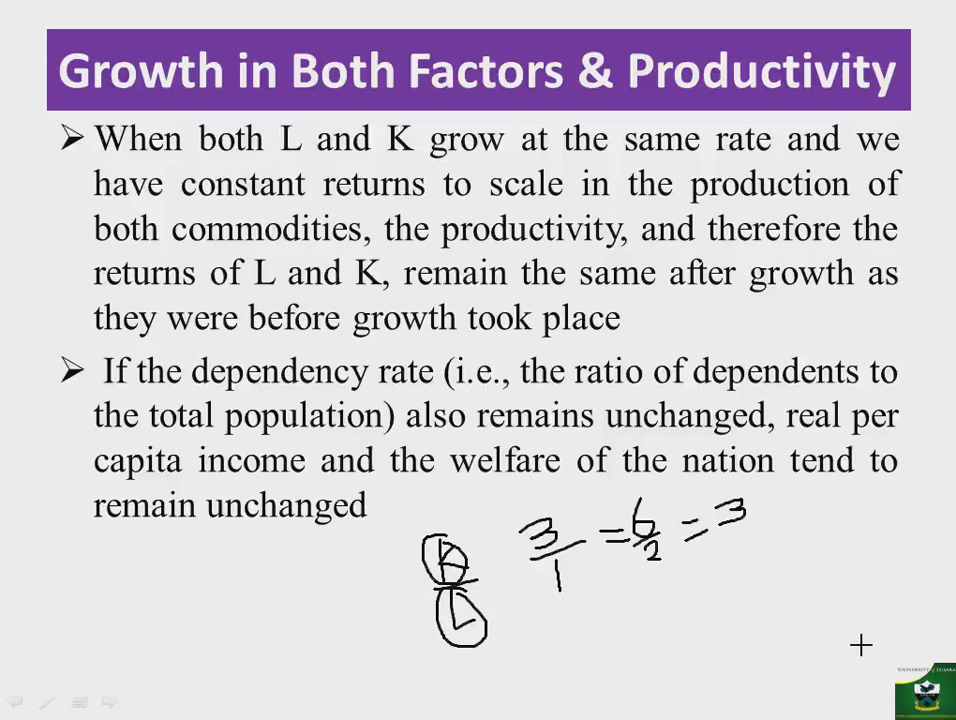 Growth in Both Factors & Productivity
➢ When both L and K grow at the same rate and we
have constant returns to scale in the production of
both commodities, the productivity, and therefore the
returns of L and K, remain the same after growth as
they were before growth took place
➢ If the dependency rate (i.e., the ratio of dependents to
the total population) also remains unchanged, real per
capita income and the welfare of the nation tend to
remain unchanged
K/L 3/1 = 6/2 = 3